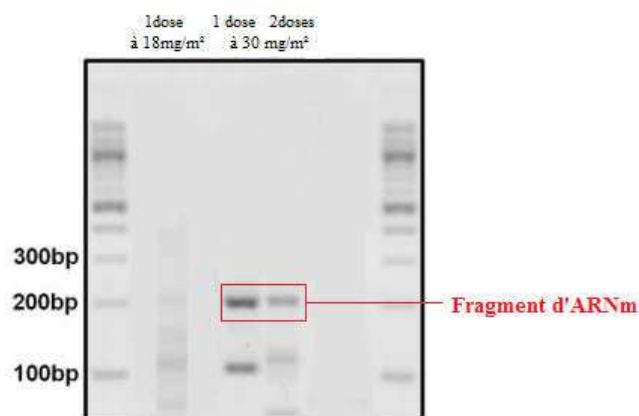 1dose 1 dose 2doses
à 18mg/m² à 30 mg/m²
300bp
200bp
Fragment d'ARNm
100bp